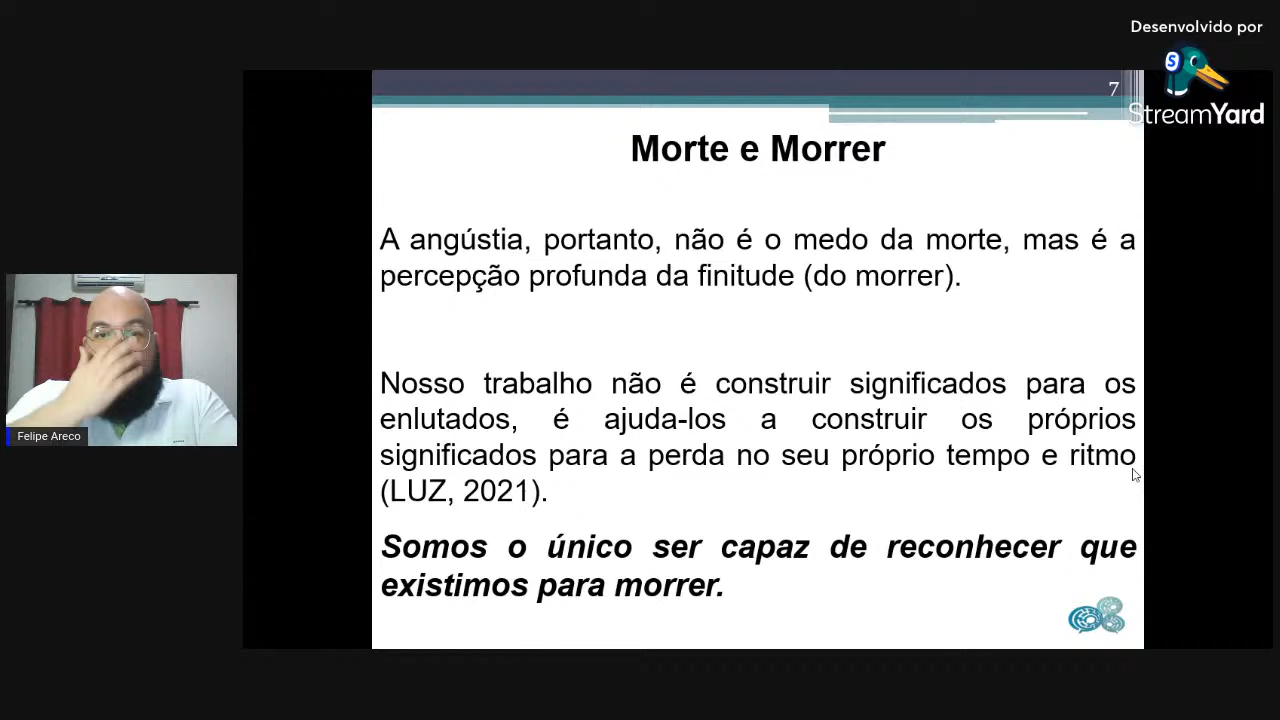 Desenvolvido por
S
StreamYard
7
Morte e Morrer
A angústia, portanto, não é o medo da morte, mas é a
percepção profunda da finitude (do morrer).
Nosso trabalho não é construir significados para os
enlutados, é ajuda-los a construir os próprios
significados para a perda no seu próprio tempo e ritmo
(LUZ, 2021).
Somos o único ser capaz de reconhecer que
existimos para morrer.
Felipe Areco